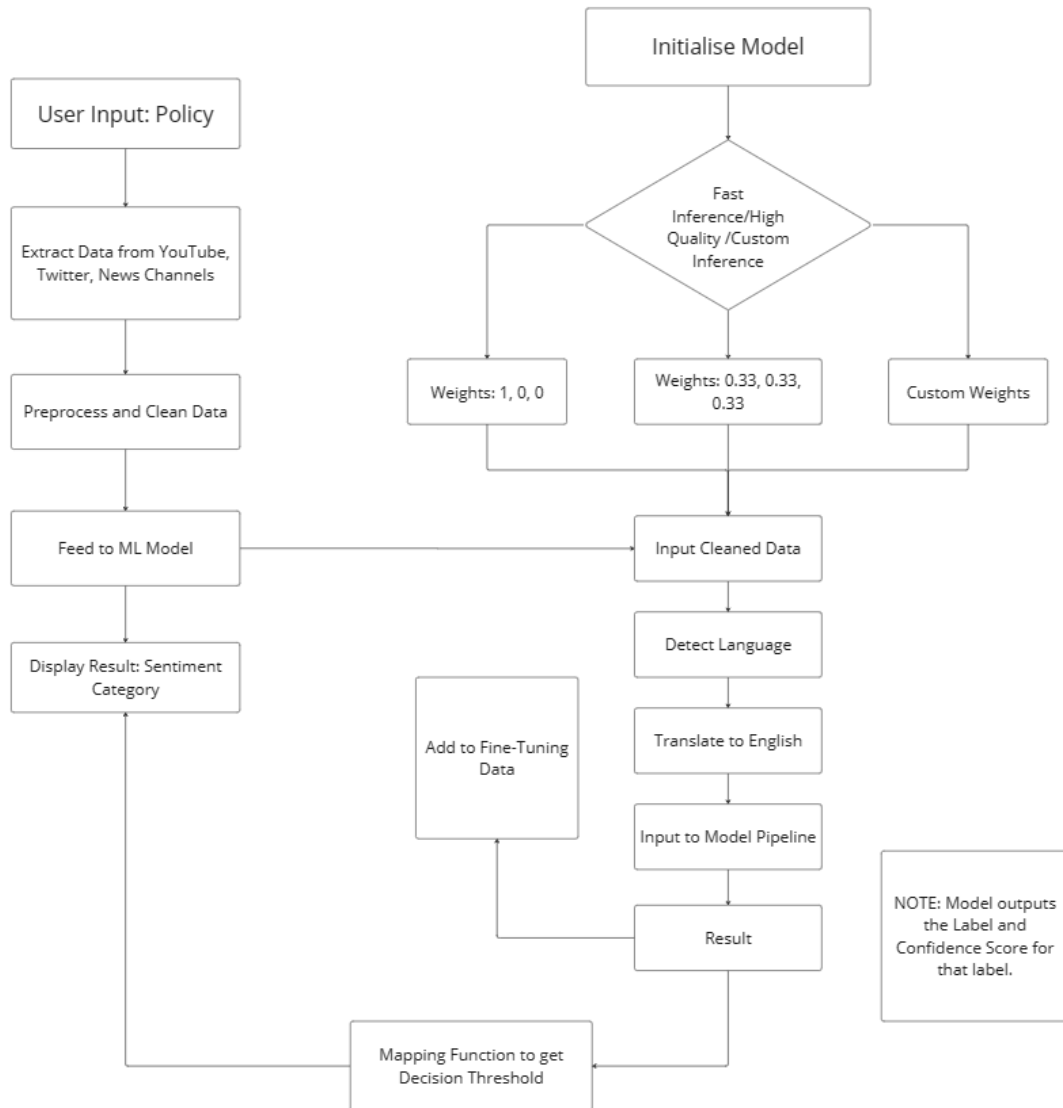 Initialise Model
User Input: Policy
Fast
Inference/High
Quality /Custom
Inference
Extract Data from YouTube,
Twitter, News Channels
Weights: 1, 0, 0
Weights: 0.33, 0.33,
0.33
Custom Weights
Preprocess and Clean Data
Feed to ML Model
Input Cleaned Data
Detect Language
Display Result: Sentiment
Category
Add to Fine-Tuning
Data
Translate to English
Input to Model Pipeline
NOTE: Model outputs
the Label and
Confidence Score for
that label.
Result
Mapping Function to get
Decision Threshold